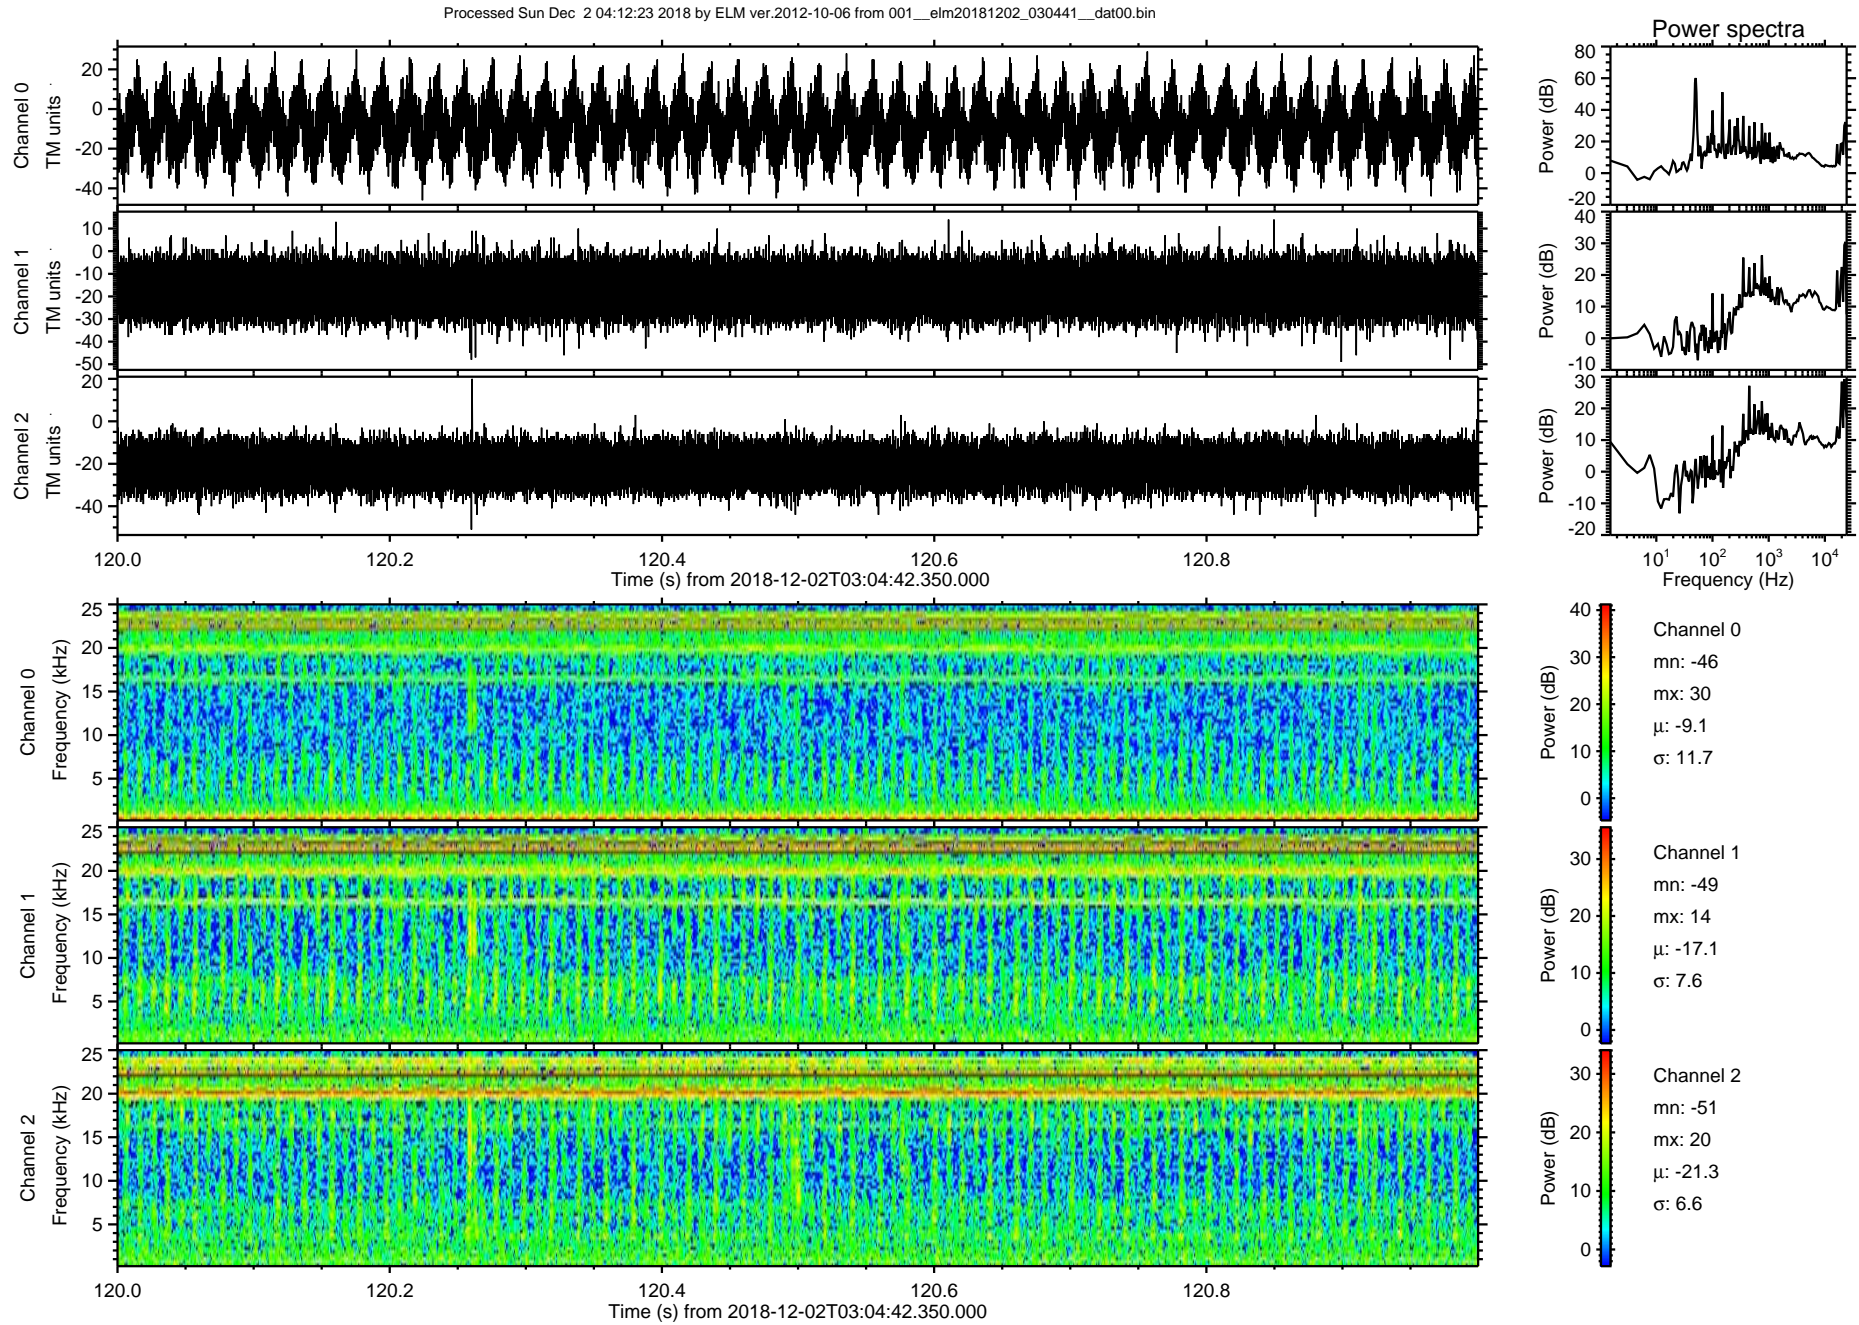 Processed Sun Dec  2 04:12:23 2018 by ELM ver.2012-10-06 from 001__elm20181202_030441__dat00.bin
Power spectra
Channel 0
TM units
20
0
-20
-40
Power (dB)
80
60
40
20
0
-20
Channel 1
TM units
10
0
-10
-20
-30
-40
-50
Power (dB)
40
30
20
10
0
-10
Channel 2
TM units
20
0
-20
-40
Power (dB)
30
20
10
0
-10
-20
120.0 120.2 120.4 120.6 120.8
Time (s) from 2018-12-02T03:04:42.350.000
10¹ 10² 10³ 10⁴
Frequency (Hz)
Channel 0
Frequency (kHz)
25
20
15
10
5
Power (dB)
40
30
20
10
0
Channel 0
mn: -46
mx: 30
µ: -9.1
σ: 11.7
Channel 1
Frequency (kHz)
25
20
15
10
5
Power (dB)
30
20
10
0
Channel 1
mn: -49
mx: 14
µ: -17.1
σ: 7.6
Channel 2
Frequency (kHz)
25
20
15
10
5
Power (dB)
30
20
10
0
Channel 2
mn: -51
mx: 20
µ: -21.3
σ: 6.6
120.0 120.2 120.4 120.6 120.8
Time (s) from 2018-12-02T03:04:42.350.000